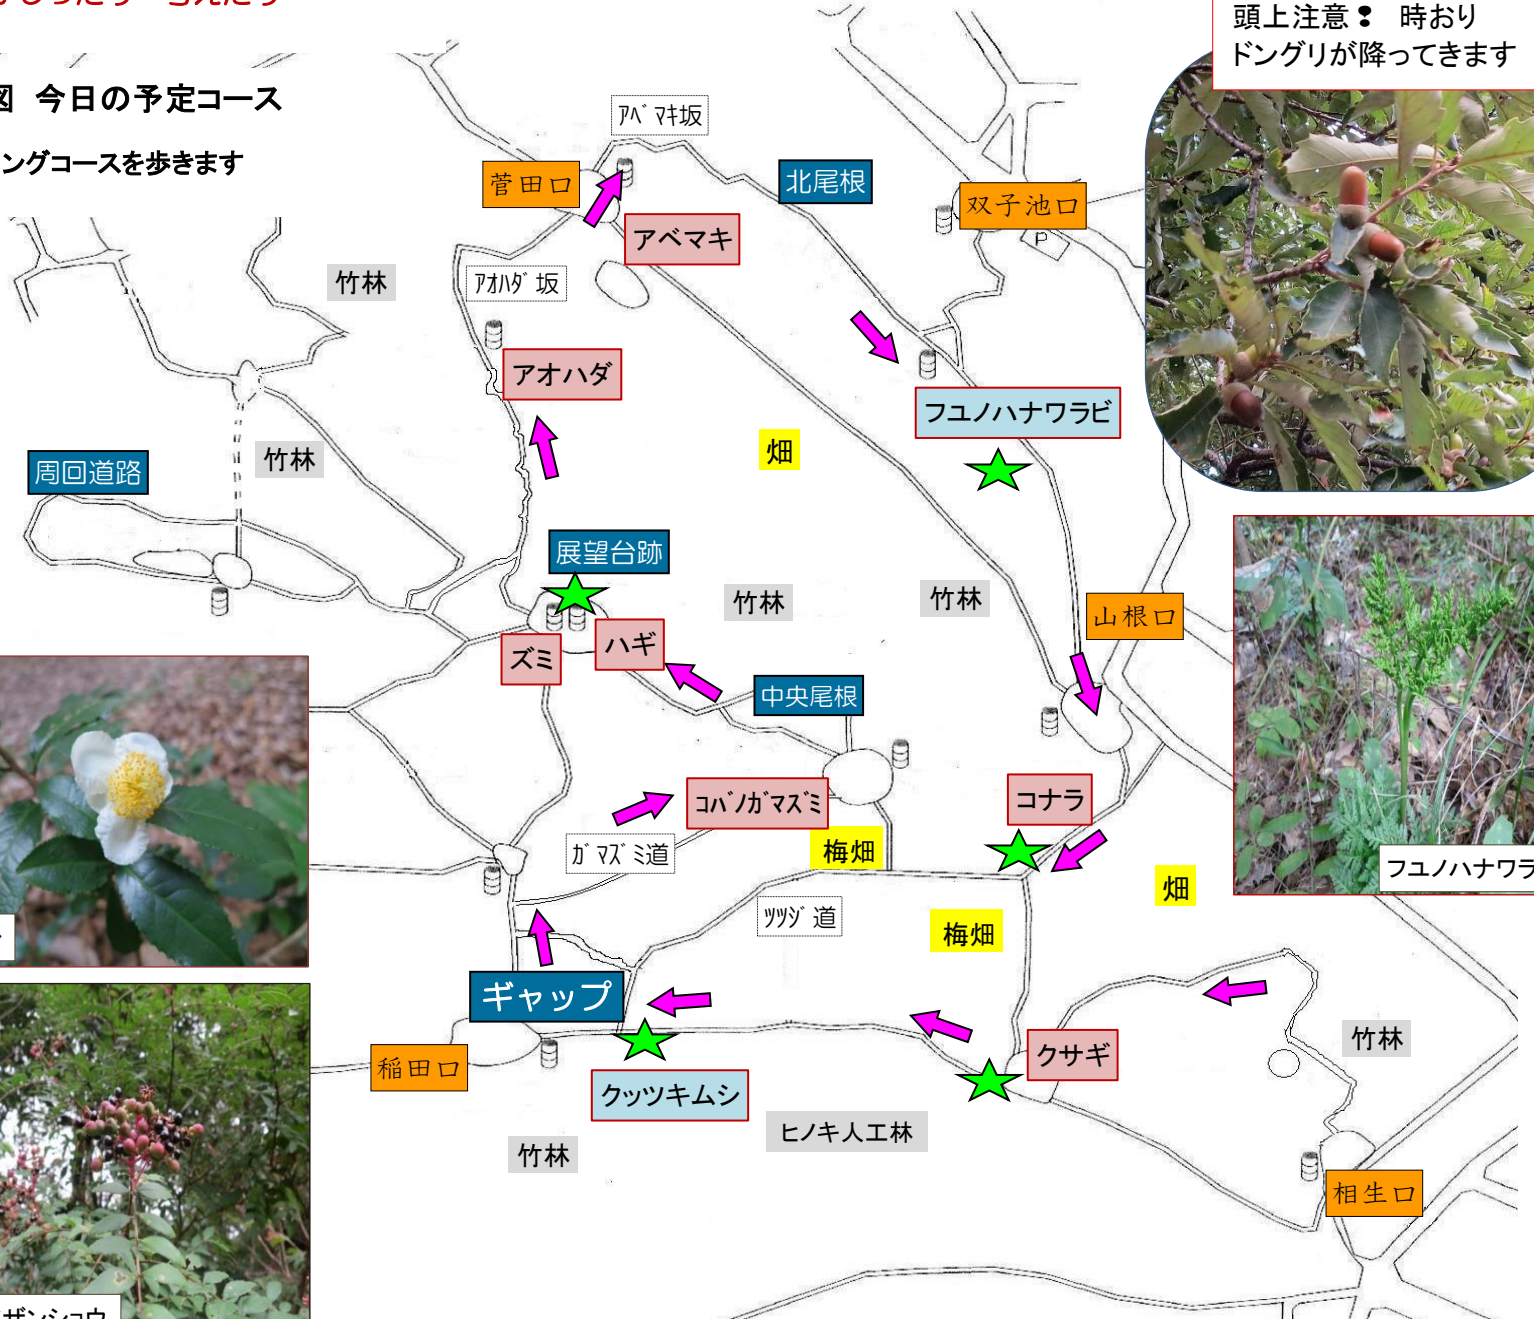 頭上注意❢ 時おり
ドングリが降ってきます
図 今日の予定コース
ングコースを歩きます
アベマキ坂
菅田口
北尾根
双子池口
P
アベマキ
アオハダ坂
竹林
アオハダ
フユノハナワラビ
畑
竹林
周回道路
展望台跡
竹林
竹林
山根口
ズミ
ハギ
中央尾根
コバノガマズミ
コナラ
ガマズミ道
梅畑
フユノハナワラ
畑
ツツジ道
梅畑
ギャップ
竹林
稲田口
クサギ
クッツキムシ
ヒノキ人工林
竹林
相生口
ザンショウ